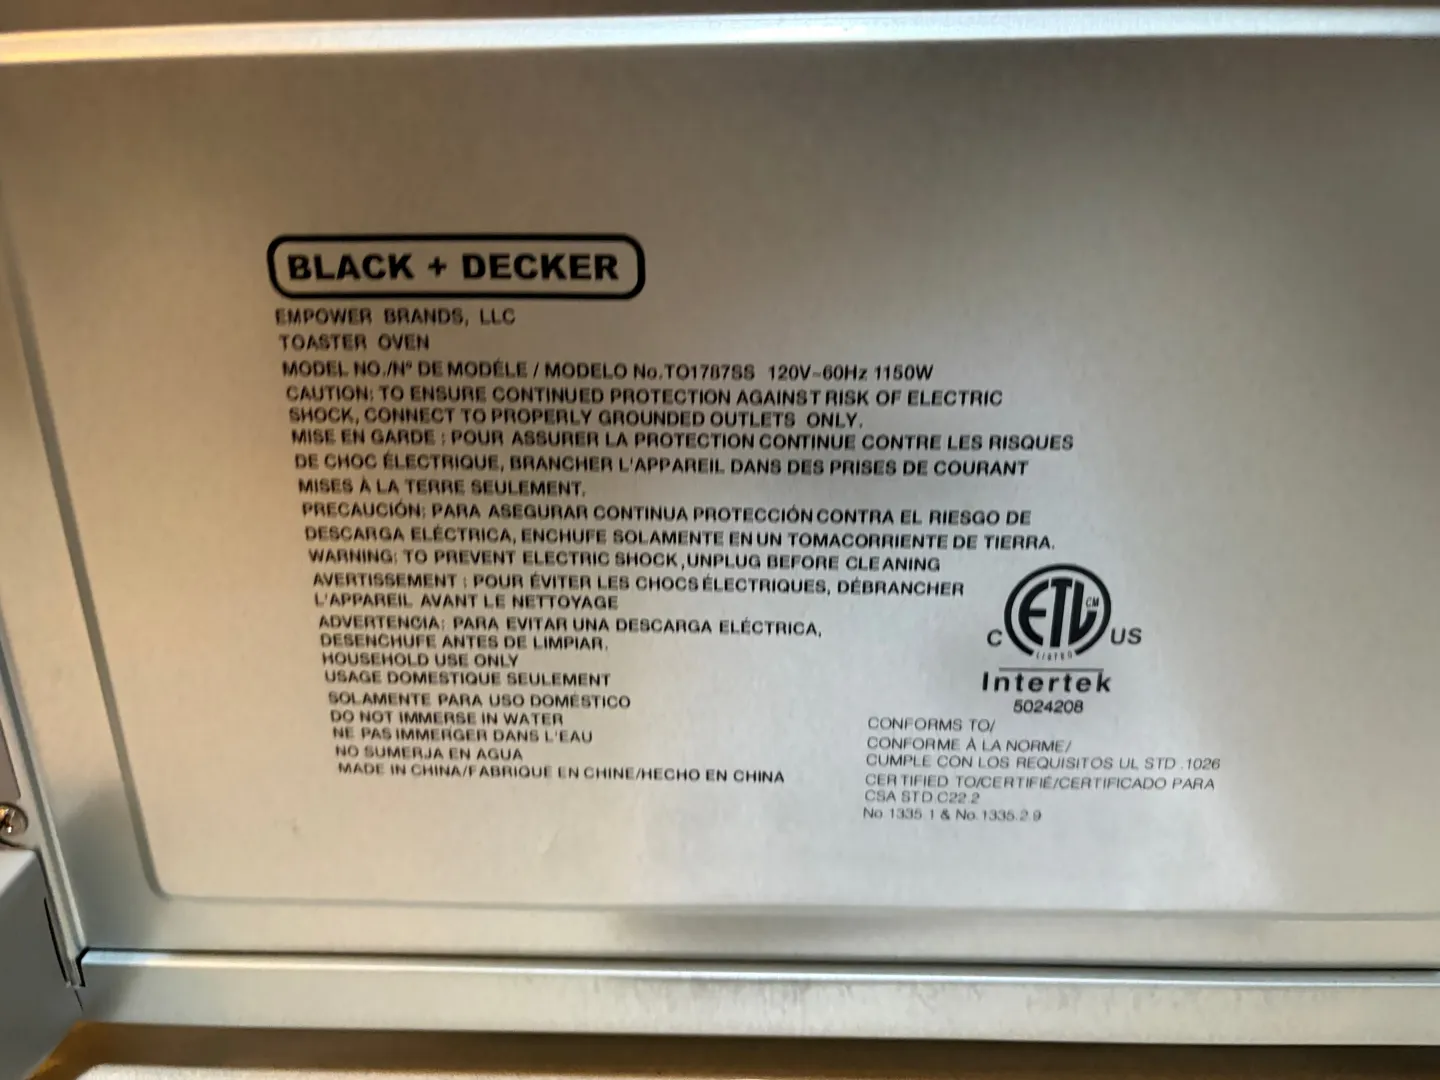 BLACK + DECKER
EMPOWER BRANDS, LLC
TOASTER OVEN
MODEL NO./Nº DE MODÉLE / MODELO No.TO1787SS 120V~60Hz 1150W
CAUTION: TO ENSURE CONTINUED PROTECTION AGAINST RISK OF ELECTRIC
SHOCK, CONNECT TO PROPERLY GROUNDED OUTLETS ONLY.
MISE EN GARDE : POUR ASSURER LA PROTECTION CONTINUE CONTRE LES RISQUES
DE CHOC ÉLECTRIQUE, BRANCHER L'APPAREIL DANS DES PRISES DE COURANT
MISES À LA TERRE SEULEMENT.
PRECAUCIÓN: PARA ASEGURAR CONTINUA PROTECCIÓN CONTRA EL RIESGO DE
DESCARGA ELÉCTRICA, ENCHUFE SOLAMENTE EN UN TOMACORRIENTE DE TIERRA.
WARNING: TO PREVENT ELECTRIC SHOCK, UNPLUG BEFORE CLEANING
AVERTISSEMENT : POUR ÉVITER LES CHOCS ÉLECTRIQUES, DÉBRANCHER
L'APPAREIL AVANT LE NETTOYAGE
ADVERTENCIA: PARA EVITAR UNA DESCARGA ELÉCTRICA,
DESENCHUFE ANTES DE LIMPIAR.
HOUSEHOLD USE ONLY
USAGE DOMESTIQUE SEULEMENT
SOLAMENTE PARA USO DOMÉSTICO
DO NOT IMMERSE IN WATER
NE PAS IMMERGER DANS L'EAU
NO SUMERJA EN AGUA
MADE IN CHINA/FABRIQUÉ EN CHINE/HECHO EN CHINA
ETL CM
C US
LISTED
Intertek
5024208
CONFORMS TO/
CONFORME À LA NORME/
CUMPLE CON LOS REQUISITOS UL STD .1026
CERTIFIED TO/CERTIFIÉ/CERTIFICADO PARA
CSA STD C22.2
No.1335.1 & No.1335.2.9